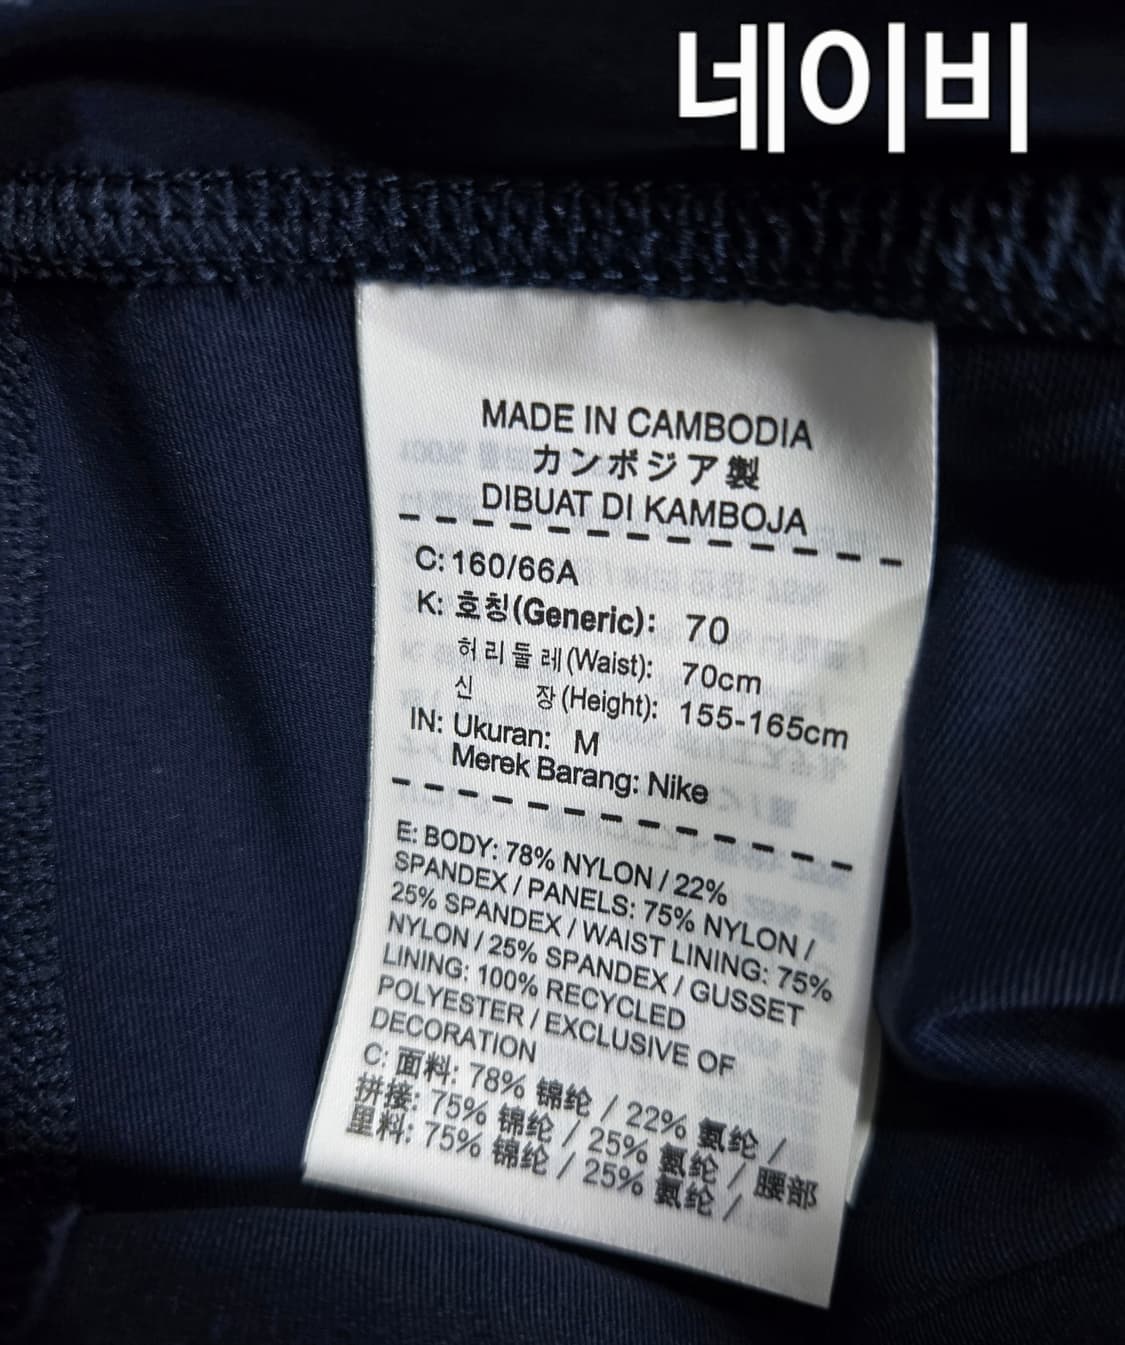 네이비
MADE IN CAMBODIA
カンボジア製
DIBUAT DI KAMBOJA
C: 160/66A
K: 호칭(Generic): 70
허리둘레(Waist): 70cm
신 장(Height): 155-165cm
IN: Ukuran: M
Merek Barang: Nike
E: BODY: 78% NYLON / 22%
SPANDEX / PANELS: 75% NYLON /
25% SPANDEX / WAIST LINING: 75%
NYLON / 25% SPANDEX / GUSSET
LINING: 100% RECYCLED
POLYESTER / EXCLUSIVE OF
DECORATION
C: 面料: 78% 锦纶 / 22% 氨纶 /
拼接: 75% 锦纶 / 25% 氨纶 / 腰部
里料: 75% 锦纶 / 25% 氨纶 /